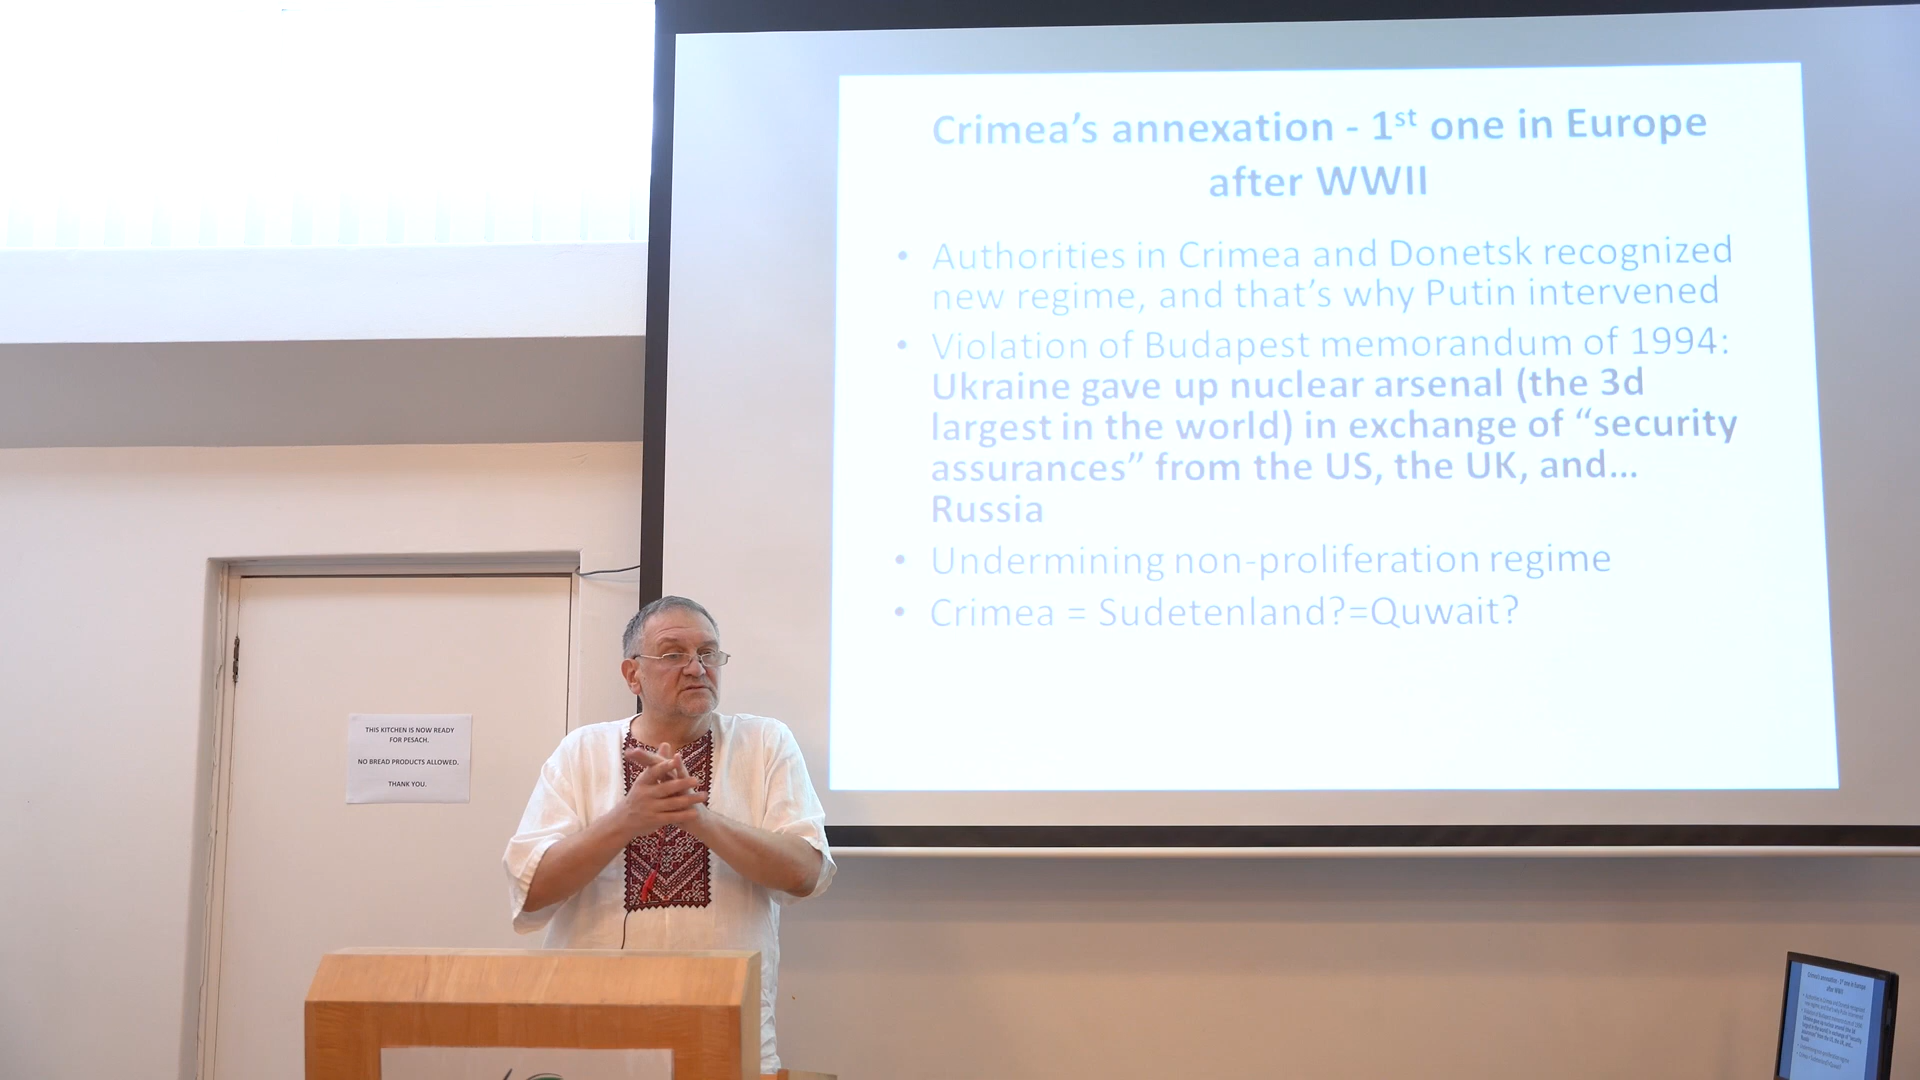 Crimea's annexation - 1st one in Europe
after WWII
• Authorities in Crimea and Donetsk recognized
new regime, and that's why Putin intervened
• Violation of Budapest memorandum of 1994:
Ukraine gave up nuclear arsenal (the 3d
largest in the world) in exchange of “security
assurances” from the US, the UK, and...
Russia
• Undermining non-proliferation regime
• Crimea = Sudetenland?=Quwait?
THIS KITCHEN IS NOW READY
FOR PESACH.
NO BREAD PRODUCTS ALLOWED.
THANK YOU.